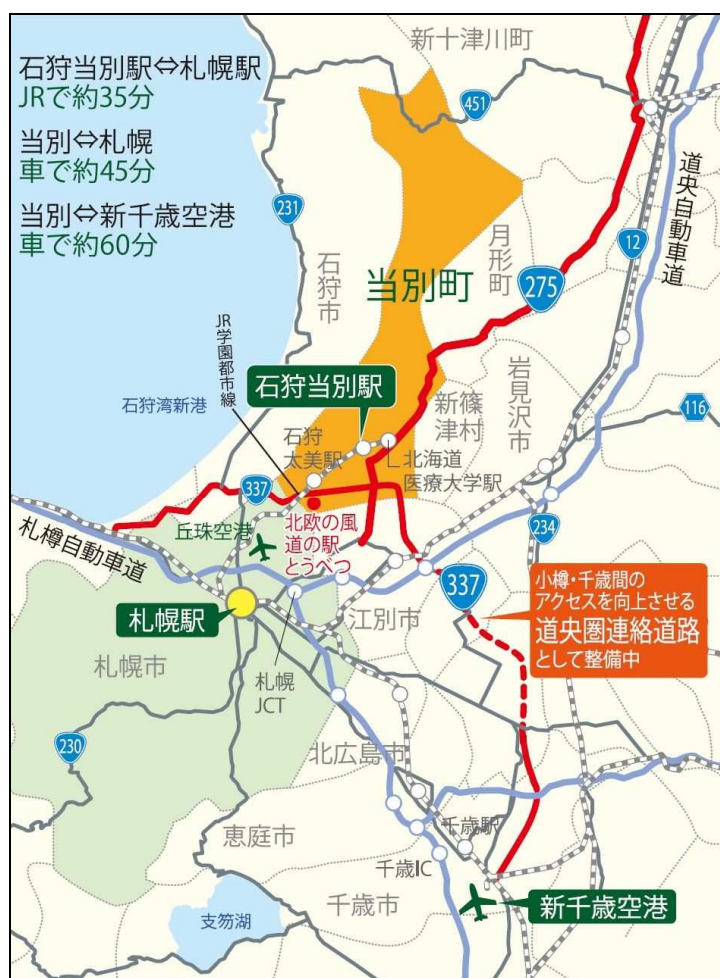 石狩当別駅⇔札幌駅
JRで約35分
当別⇔札幌
車で約45分
当別⇔新千歳空港
車で約60分
新十津川町
451
231
石狩市
月形町
道央自動車道
12
275
当別町
JR学園都市線
石狩当別駅
石狩湾新港
石狩
太美駅
新篠
津村
岩見沢市
116
北海道
医療大学駅
337
丘珠空港
北欧の風
道の駅
とうべつ
234
札樽自動車道
337
小樽・千歳間の
アクセスを向上させる
道央圏連絡道路
として整備中
札幌駅
江別市
札幌市
札幌
JCT
230
北広島市
恵庭市
千歳駅
千歳IC
千歳市
支笏湖
新千歳空港